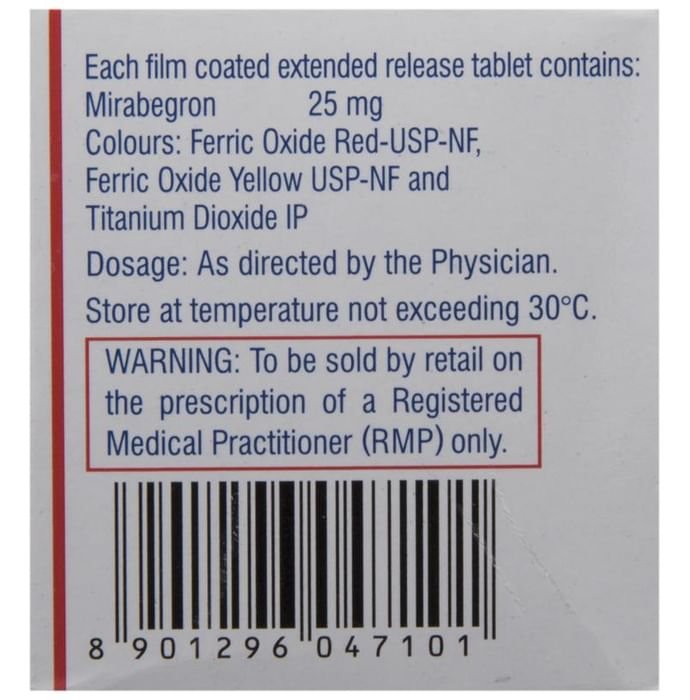 Each film coated extended release tablet contains:
Mirabegron 25 mg
Colours: Ferric Oxide Red-USP-NF,
Ferric Oxide Yellow USP-NF and
Titanium Dioxide IP
Dosage: As directed by the Physician.
Store at temperature not exceeding 30°C.
WARNING: To be sold by retail on
the prescription of a Registered
Medical Practitioner (RMP) only.
8 901296 047101